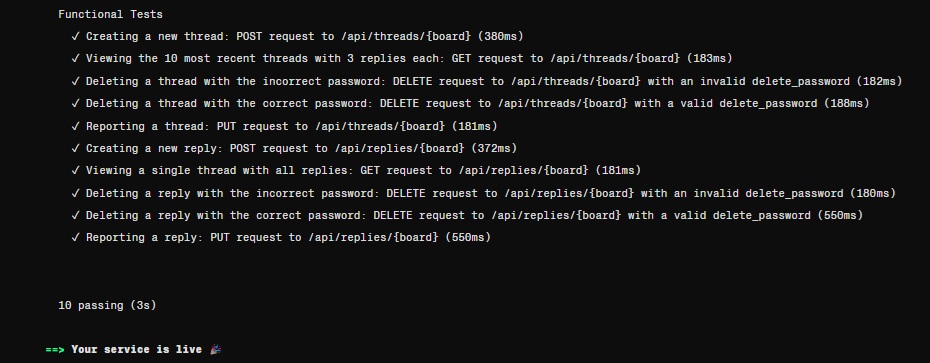 Functional Tests
✓ Creating a new thread: POST request to /api/threads/{board} (380ms)
✓ Viewing the 10 most recent threads with 3 replies each: GET request to /api/threads/{board} (183ms)
✓ Deleting a thread with the incorrect password: DELETE request to /api/threads/{board} with an invalid delete_password (182ms)
✓ Deleting a thread with the correct password: DELETE request to /api/threads/{board} with a valid delete_password (188ms)
✓ Reporting a thread: PUT request to /api/threads/{board} (181ms)
✓ Creating a new reply: POST request to /api/replies/{board} (372ms)
✓ Viewing a single thread with all replies: GET request to /api/replies/{board} (181ms)
✓ Deleting a reply with the incorrect password: DELETE request to /api/replies/{board} with an invalid delete_password (180ms)
✓ Deleting a reply with the correct password: DELETE request to /api/replies/{board} with a valid delete_password (550ms)
✓ Reporting a reply: PUT request to /api/replies/{board} (550ms)
10 passing (3s)
==> Your service is live 🎉